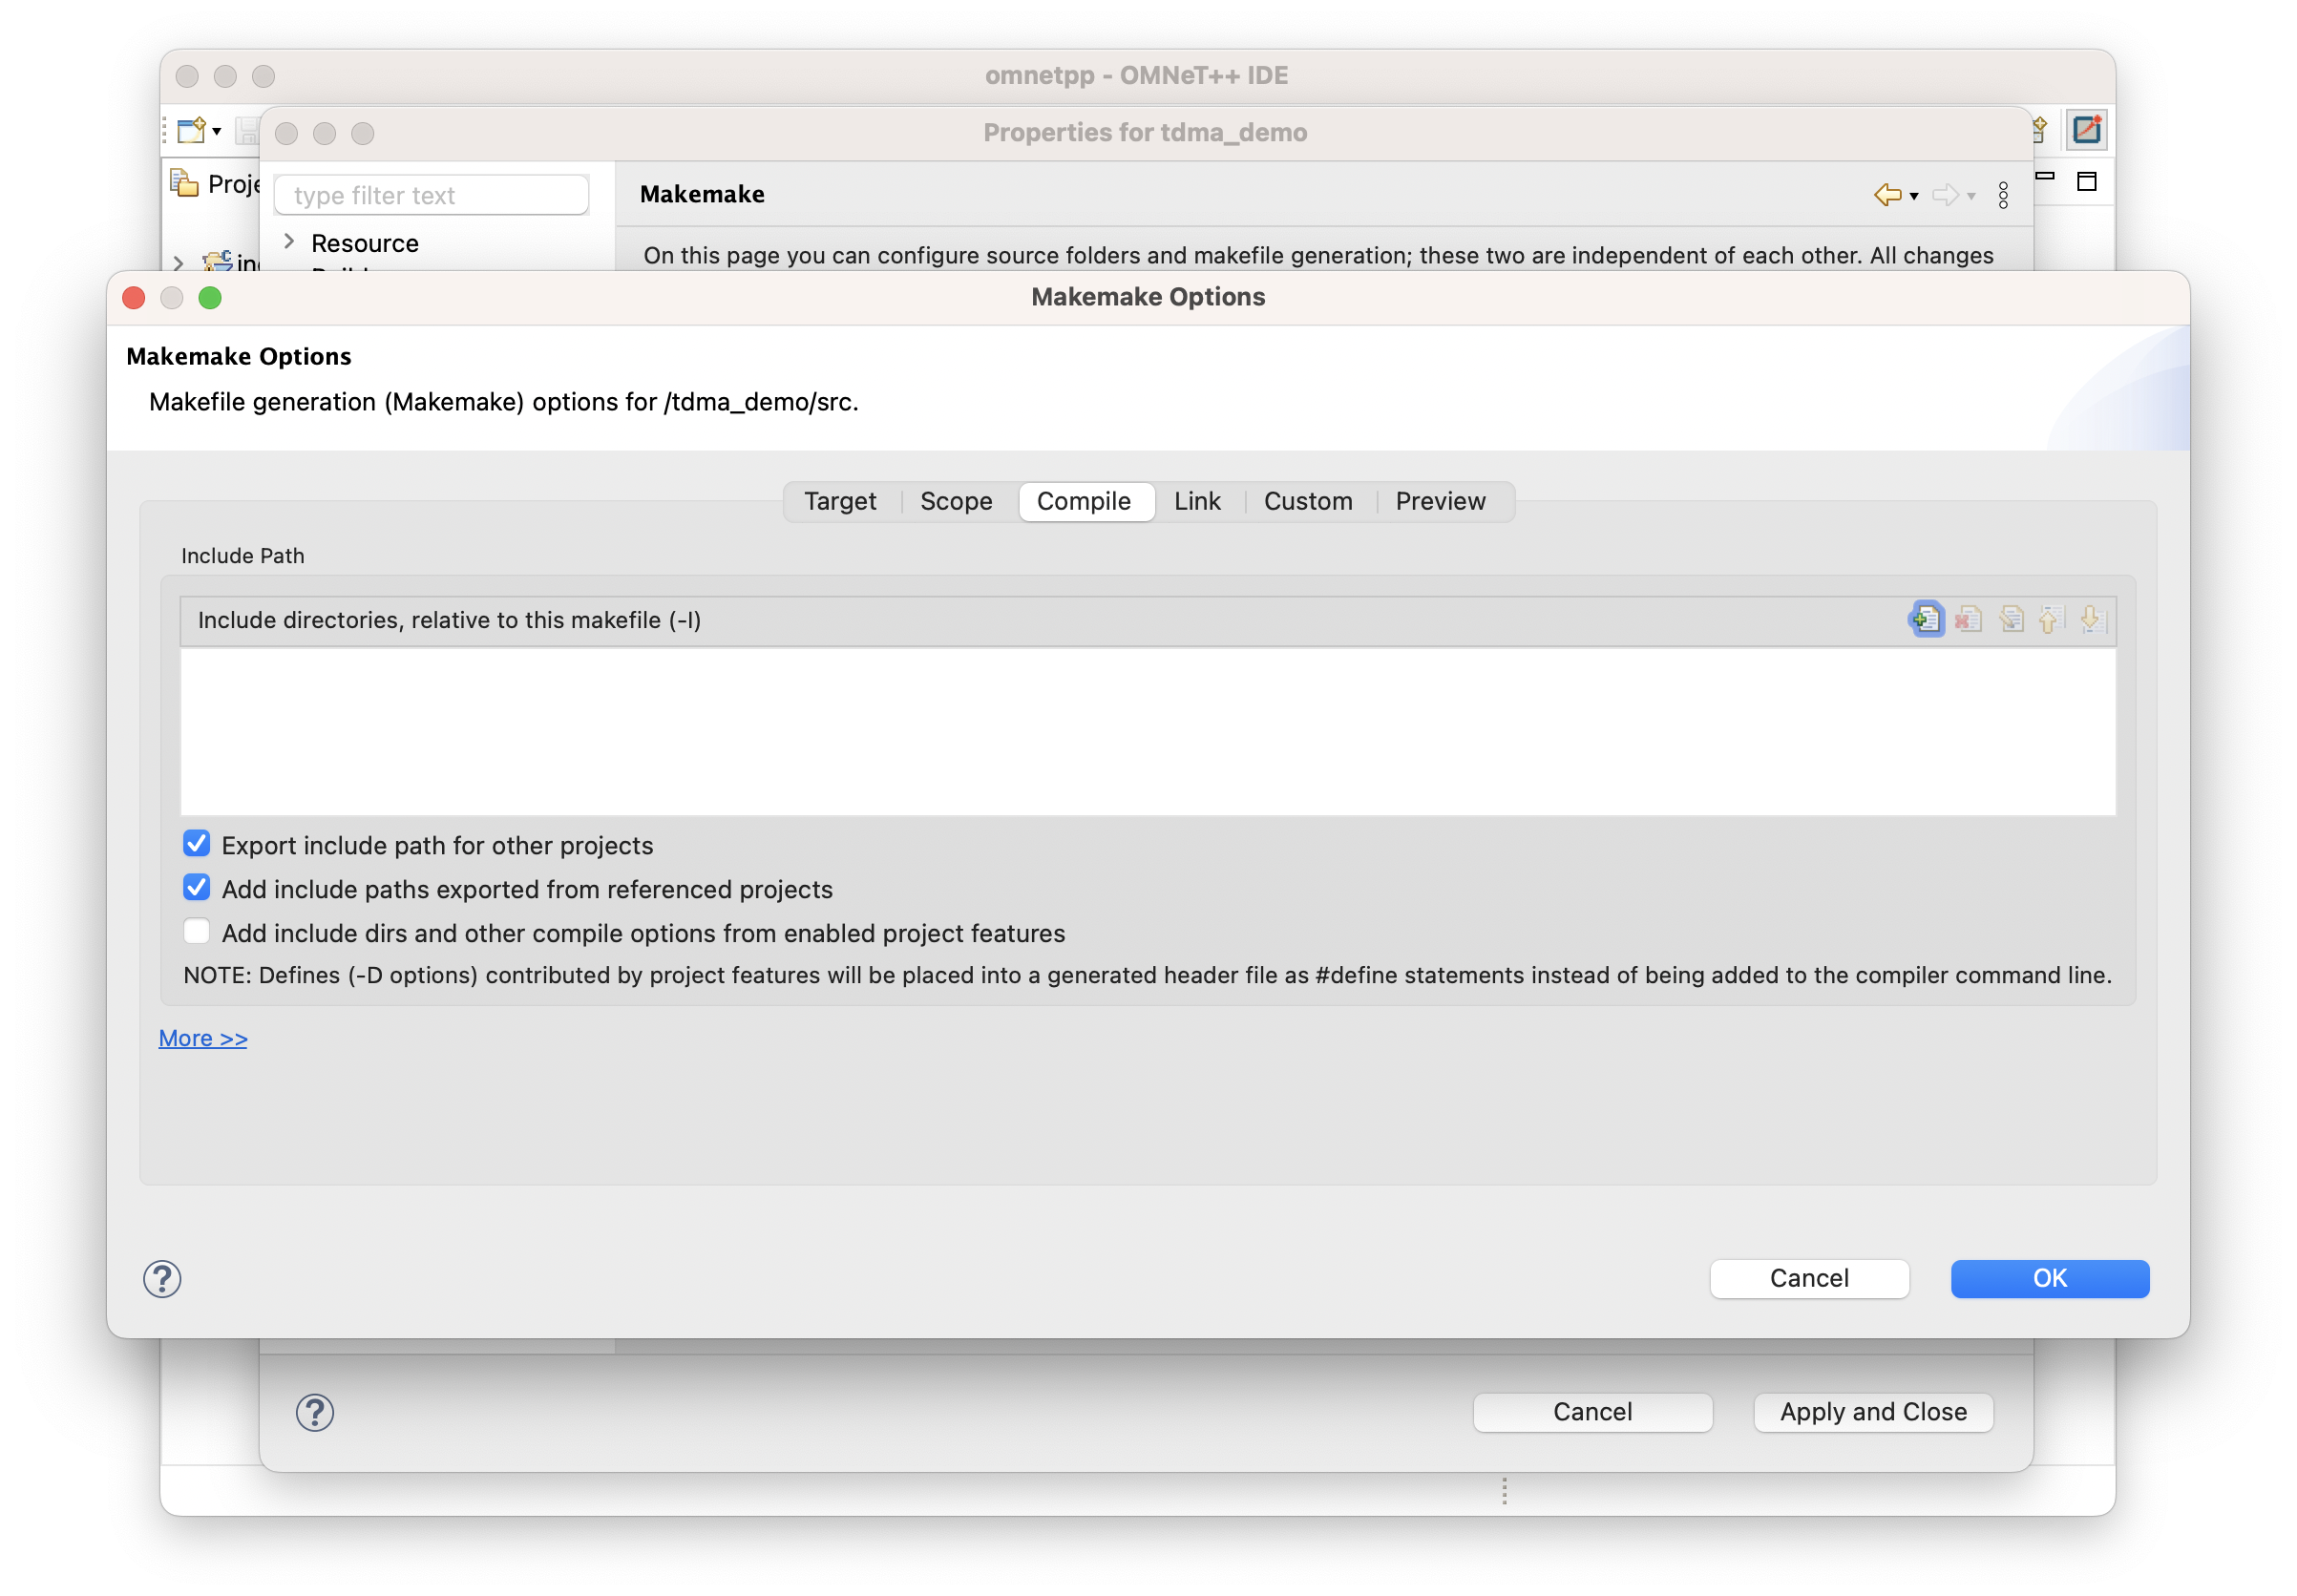 omnetpp - OMNeT++ IDE
Properties for tdma_demo
Proje
type filter text
Makemake
Resource
On this page you can configure source folders and makefile generation; these two are independent of each other. All changes
Makemake Options
Makemake Options
Makefile generation (Makemake) options for /tdma_demo/src.
Target Scope Compile Link Custom Preview
Include Path
Include directories, relative to this makefile (-I)
Export include path for other projects
Add include paths exported from referenced projects
Add include dirs and other compile options from enabled project features
NOTE: Defines (-D options) contributed by project features will be placed into a generated header file as #define statements instead of being added to the compiler command line.
More >>
? Cancel OK
? Cancel Apply and Close